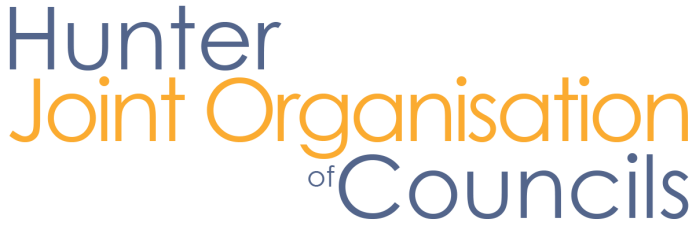 Hunter
Joint Organisation
of Councils